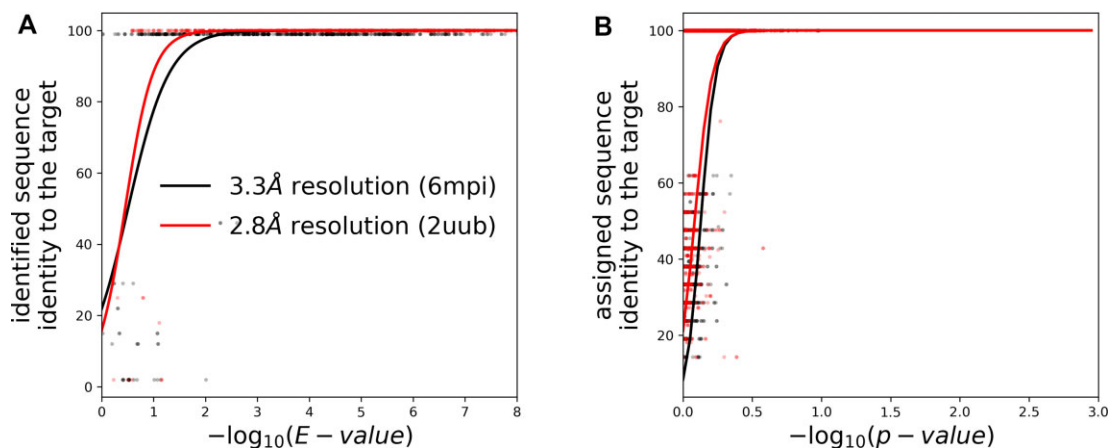 A
identified sequence
identity to the target
100
80
60
40
20
0
3.3Å resolution (6mpi)
2.8Å resolution (2uub)
0 1 2 3 4 5 6 7 8
−log10(E − value)
B
assigned sequence
identity to the target
100
80
60
40
20
0.0 0.5 1.0 1.5 2.0 2.5 3.0
−log10(p − value)